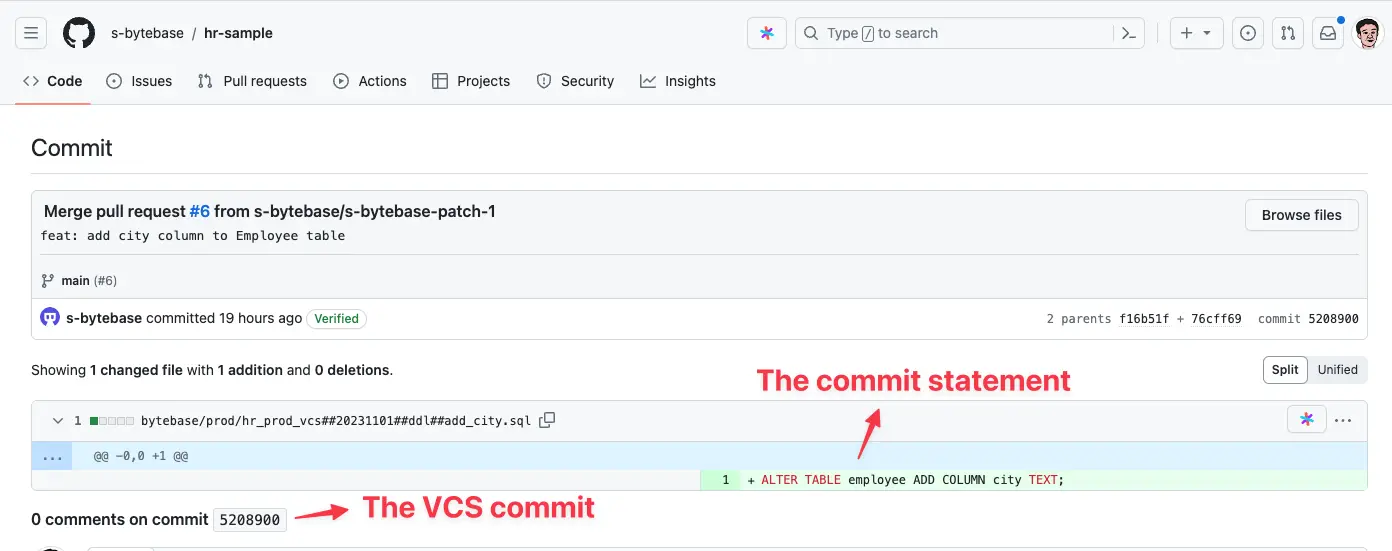 s-bytebase / hr-sample
Type / to search
Code Issues Pull requests Actions Projects Security Insights
Commit
Merge pull request #6 from s-bytebase/s-bytebase-patch-1
Browse files
feat: add city column to Employee table
main (#6)
s-bytebase committed 19 hours ago Verified
2 parents f16b51f + 76cff69 commit 5208900
Showing 1 changed file with 1 addition and 0 deletions.
Split Unified
The commit statement
1 bytebase/prod/hr_prod_vcs##20231101##ddl##add_city.sql
... @@ -0,0 +1 @@
1 + ALTER TABLE employee ADD COLUMN city TEXT;
0 comments on commit 5208900
The VCS commit